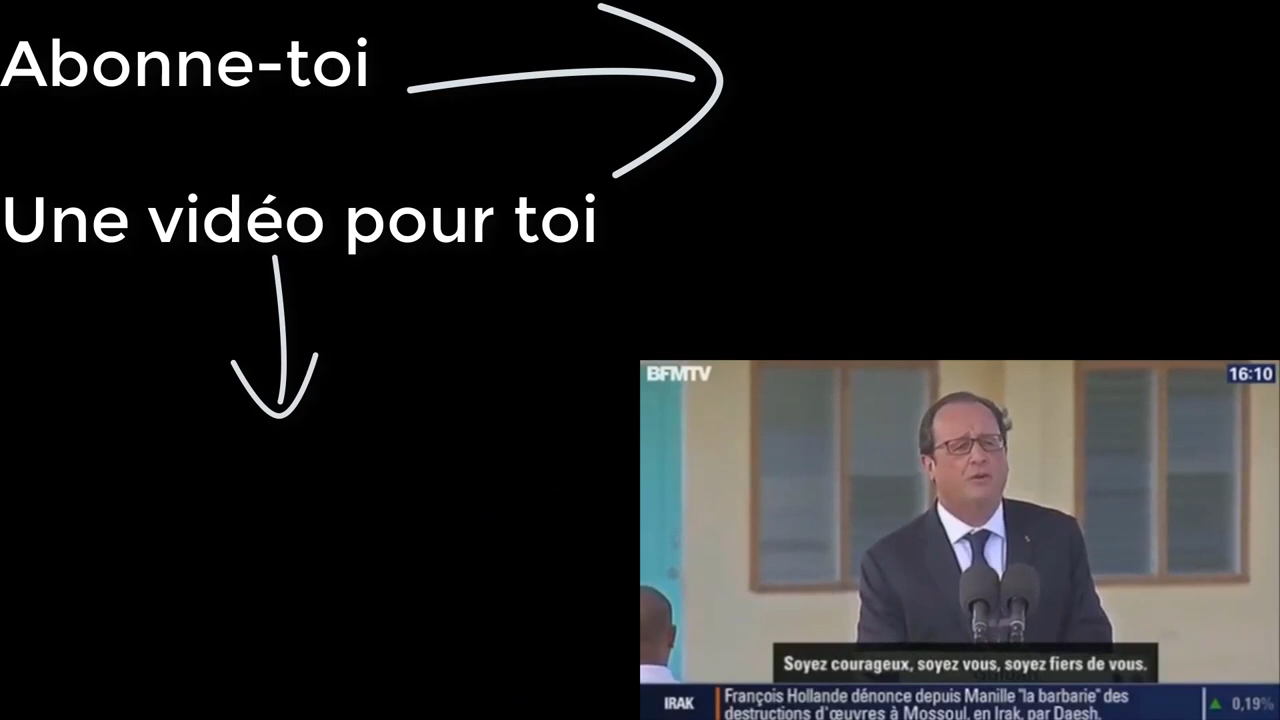 Abonne-toi
Une vidéo pour toi
BFMTV
16:10
Soyez courageux, soyez vous, soyez fiers de vous.
IRAK
François Hollande dénonce depuis Manille "la barbarie" des
destructions d'œuvres à Mossoul, en Irak, par Daesh.
0,19%